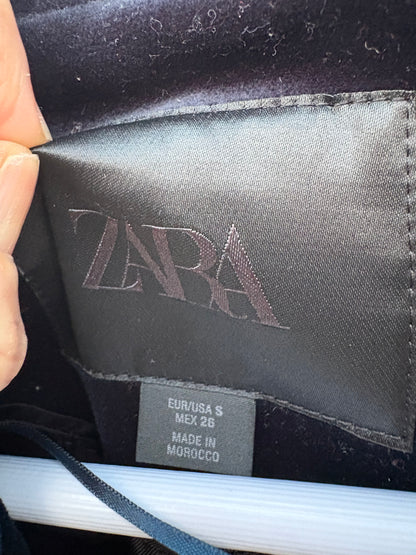 ZARA
EUR/USA S
MEX 26
MADE IN
MOROCCO